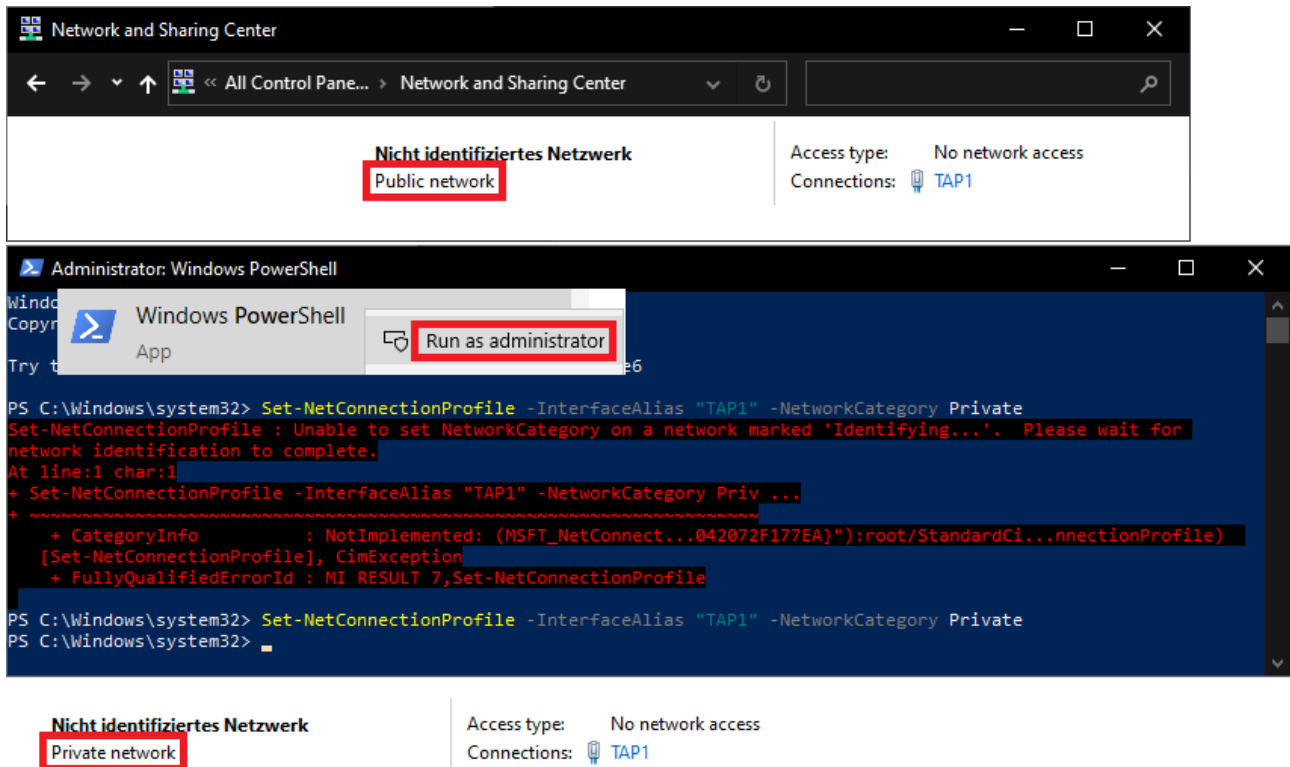 Network and Sharing Center
« All Control Pane... > Network and Sharing Center
Nicht identifiziertes Netzwerk
Public network
Access type: No network access
Connections: TAP1
Administrator: Windows PowerShell
Windo
Copyr
Try t
e6
Windows PowerShell
App
Run as administrator
PS C:\Windows\system32> Set-NetConnectionProfile -InterfaceAlias "TAP1" -NetworkCategory Private
Set-NetConnectionProfile : Unable to set NetworkCategory on a network marked 'Identifying...'.  Please wait for
network identification to complete.
At line:1 char:1
+ Set-NetConnectionProfile -InterfaceAlias "TAP1" -NetworkCategory Priv ...
+ ~~~~~~~~~~~~~~~~~~~~~~~~~~~~~~~~~~~~~~~~~~~~~~~~~~~~~~~~~~~~~~~~~~~~~
+ CategoryInfo          : NotImplemented: (MSFT_NetConnect...042072F177EA}"):root/StandardCi...nnectionProfile)
[Set-NetConnectionProfile], CimException
+ FullyQualifiedErrorId : MI RESULT 7,Set-NetConnectionProfile
PS C:\Windows\system32> Set-NetConnectionProfile -InterfaceAlias "TAP1" -NetworkCategory Private
PS C:\Windows\system32>
Nicht identifiziertes Netzwerk
Private network
Access type: No network access
Connections: TAP1